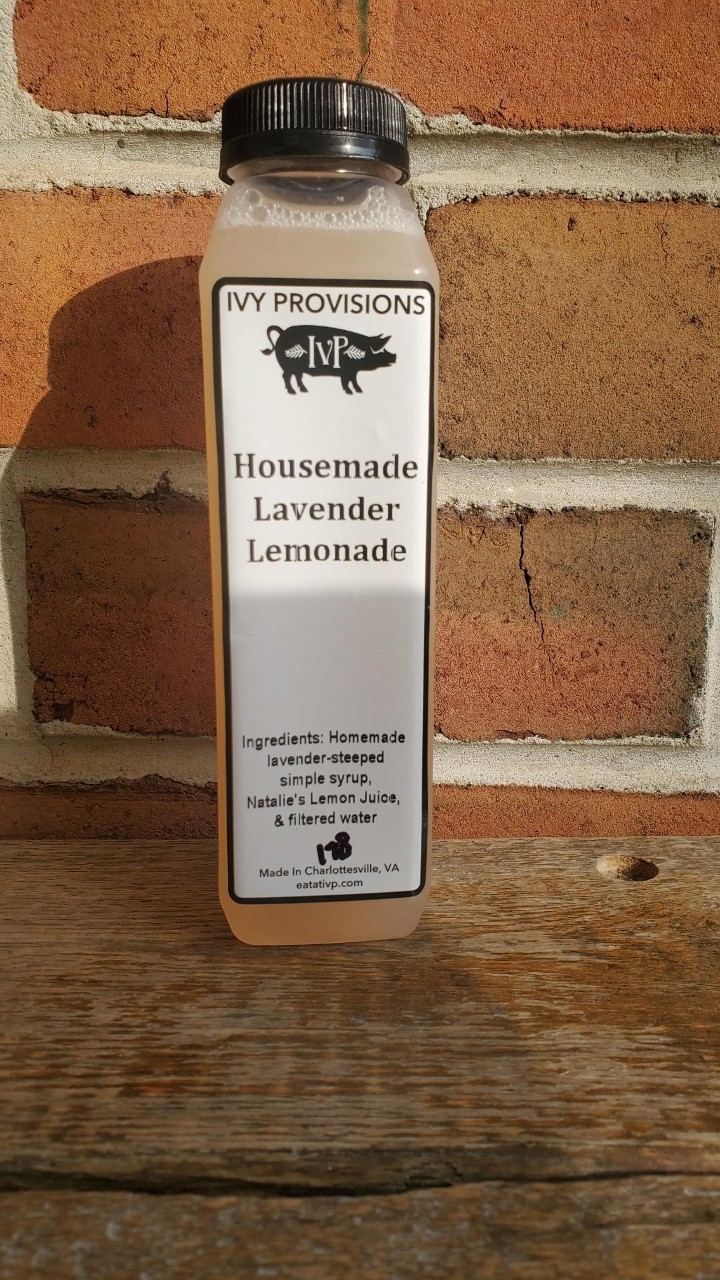 IVY PROVISIONS
IVP
Housemade
Lavender
Lemonade
Ingredients: Homemade
lavender-steeped
simple syrup,
Natalie's Lemon Juice,
& filtered water
Made In Charlottesville, VA
eatativp.com